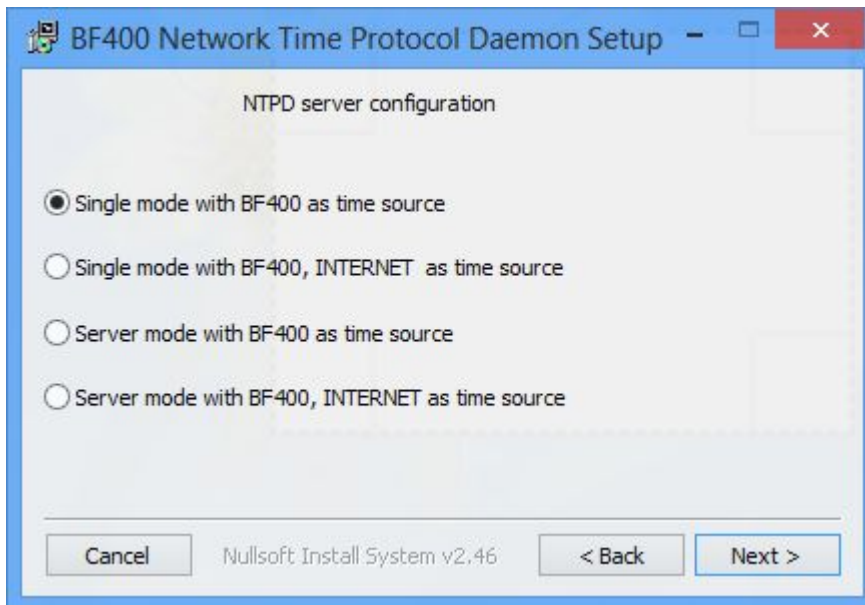 BF400 Network Time Protocol Daemon Setup
NTPD server configuration
Single mode with BF400 as time source
Single mode with BF400, INTERNET  as time source
Server mode with BF400 as time source
Server mode with BF400, INTERNET as time source
Cancel Nullsoft Install System v2.46 < Back Next >